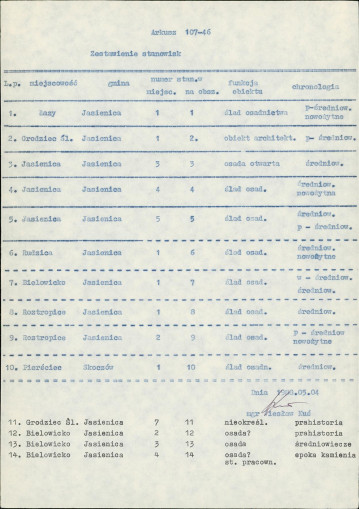 Arkusz 107-46
Zestawienie stanowisk
L.p. miejscowość gmina numer stan.w miejsc. na obsz. funkcja obiektu chronologia
1. Łazy Jasienica 1 1 ślad osadnictwa p-średniow. nowożytne
2. Grodziec Śl. Jasienica 1 2. obiekt architekt. p- średniow.
3. Jasienica Jasienica 3 3 osada otwarta średniow.
4. Jasienica Jasienica 4 4 ślad osad. średniow. nowożytna
5. Jasienica Jasienica 5 5 ślad osad. średniow. p - średniow.
6. Rudzica Jasienica 1 6 ślad osad. średniow. nowożytne
7. Bielowicko Jasienica 1 7 ślad osad. w - średniow. średniow.
8. Roztropice Jasienica 1 8 ślad osad. średniow.
9. Roztropice Jasienica 2 9 ślad osad. p - średniow nowożytne
10. Pierściec Skoczów 1 10 ślad osadn. średniow.
Dnia 05.04
mgr Wiesław Kuś
11. Grodziec Śl. Jasienica 7 11 nieokreśl. prahistoria
12. Bielowicko Jasienica 2 12 osada? prahistoria
13. Bielowicko Jasienica 3 13 osada średniowiecze
14. Bielowicko Jasienica 4 14 osada? epoka kamienia
st. pracown.